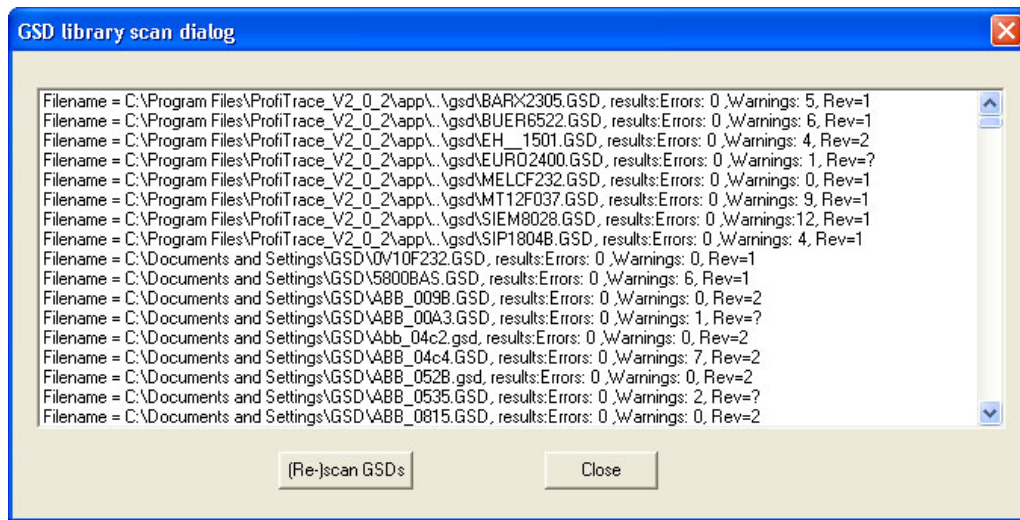 GSD library scan dialog
Filename = C:\Program Files\ProfiTrace_V2_0_2\app\..\gsd\BARX2305.GSD, results:Errors: 0 ,Warnings: 5, Rev=1
Filename = C:\Program Files\ProfiTrace_V2_0_2\app\..\gsd\BUER6522.GSD, results:Errors: 0 ,Warnings: 6, Rev=1
Filename = C:\Program Files\ProfiTrace_V2_0_2\app\..\gsd\EH__1501.GSD, results:Errors: 0 ,Warnings: 4, Rev=2
Filename = C:\Program Files\ProfiTrace_V2_0_2\app\..\gsd\EURO2400.GSD, results:Errors: 0 ,Warnings: 1, Rev=?
Filename = C:\Program Files\ProfiTrace_V2_0_2\app\..\gsd\MELCF232.GSD, results:Errors: 0 ,Warnings: 0, Rev=1
Filename = C:\Program Files\ProfiTrace_V2_0_2\app\..\gsd\MT12F037.GSD, results:Errors: 0 ,Warnings: 9, Rev=1
Filename = C:\Program Files\ProfiTrace_V2_0_2\app\..\gsd\SIEM8028.GSD, results:Errors: 0 ,Warnings:12, Rev=1
Filename = C:\Program Files\ProfiTrace_V2_0_2\app\..\gsd\SIP1804B.GSD, results:Errors: 0 ,Warnings: 4, Rev=1
Filename = C:\Documents and Settings\GSD\0V10F232.GSD, results:Errors: 0 ,Warnings: 0, Rev=1
Filename = C:\Documents and Settings\GSD\5800BAS.GSD, results:Errors: 0 ,Warnings: 6, Rev=1
Filename = C:\Documents and Settings\GSD\ABB_009B.GSD, results:Errors: 0 ,Warnings: 0, Rev=2
Filename = C:\Documents and Settings\GSD\ABB_00A3.GSD, results:Errors: 0 ,Warnings: 1, Rev=?
Filename = C:\Documents and Settings\GSD\Abb_04c2.gsd, results:Errors: 0 ,Warnings: 0, Rev=2
Filename = C:\Documents and Settings\GSD\ABB_04c4.GSD, results:Errors: 0 ,Warnings: 7, Rev=2
Filename = C:\Documents and Settings\GSD\ABB_052B.gsd, results:Errors: 0 ,Warnings: 0, Rev=2
Filename = C:\Documents and Settings\GSD\ABB_0535.GSD, results:Errors: 0 ,Warnings: 2, Rev=?
Filename = C:\Documents and Settings\GSD\ABB_0815.GSD, results:Errors: 0 ,Warnings: 0, Rev=2
(Re-)scan GSDs
Close